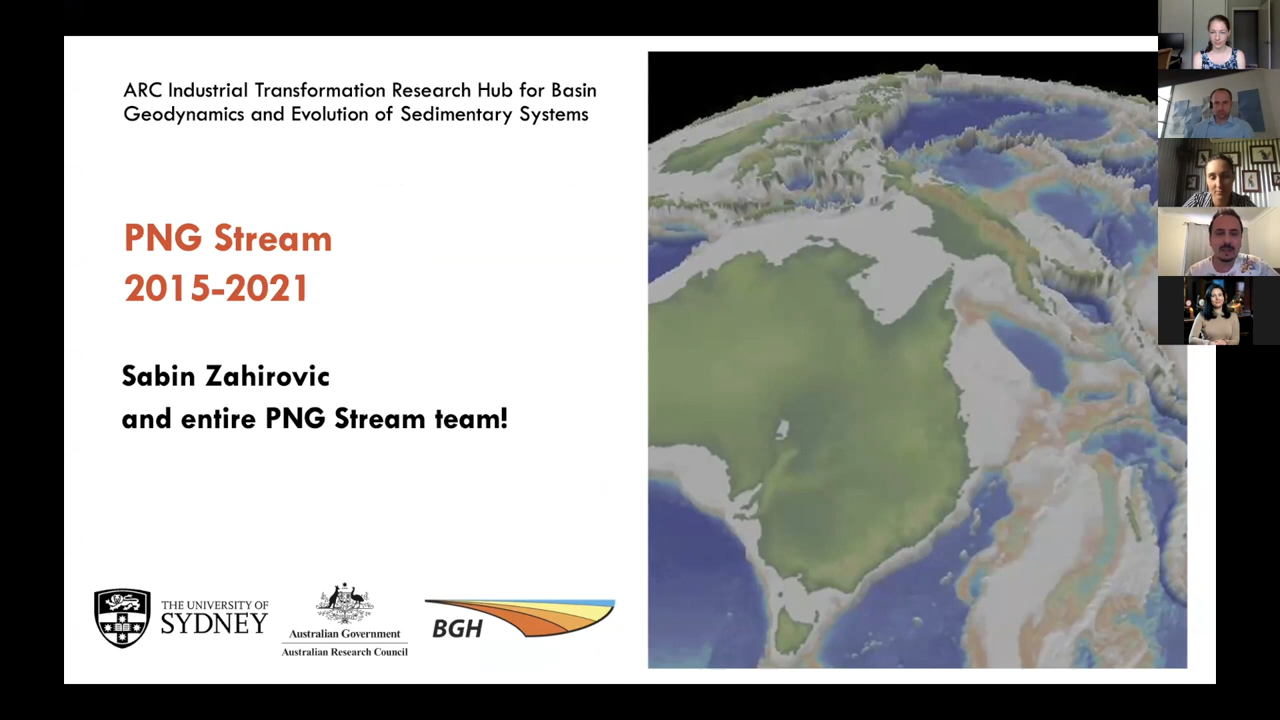 ARC Industrial Transformation Research Hub for Basin
Geodynamics and Evolution of Sedimentary Systems
PNG Stream
2015-2021
Sabin Zahirovic
and entire PNG Stream team!
THE UNIVERSITY OF
SYDNEY
Australian Government
Australian Research Council
BGH